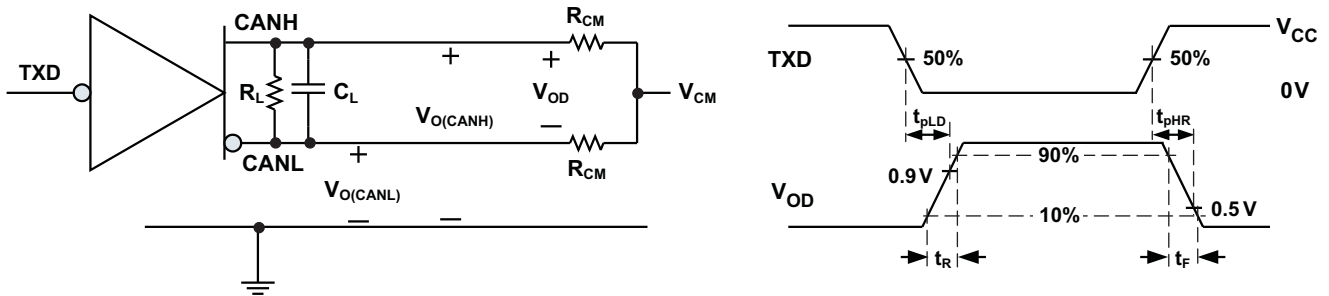 CANH
R_CM
TXD
R_L
C_L
+
+
V_OD
V_CM
V_O(CANH)
−
CANL
+
R_CM
V_O(CANL)
−
−
TXD
50%
50%
V_CC
0 V
t_pLD
t_pHR
90%
0.9 V
V_OD
10%
0.5 V
t_R
t_F